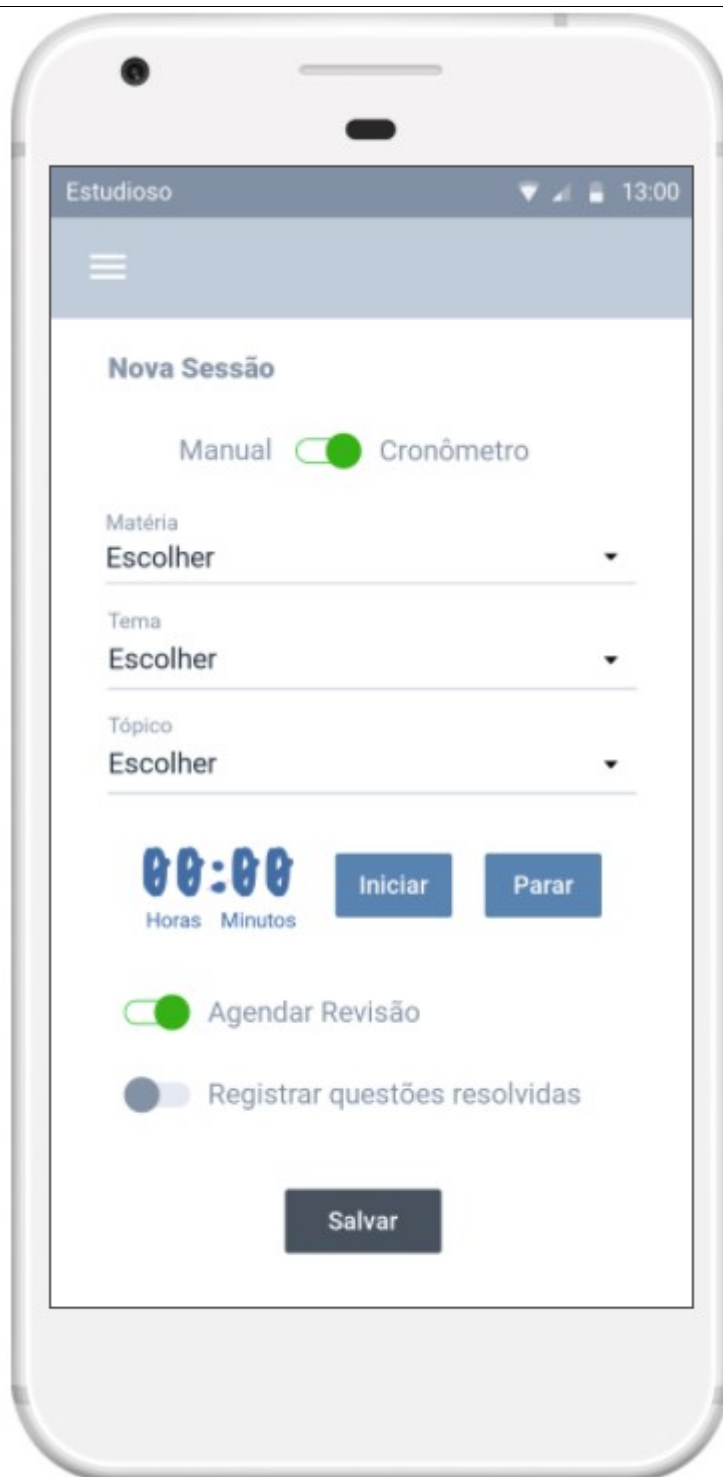 Estudioso 13:00
Nova Sessão
Manual Cronômetro
Matéria
Escolher
Tema
Escolher
Tópico
Escolher
00:00 Iniciar Parar
Horas Minutos
Agendar Revisão
Registrar questões resolvidas
Salvar